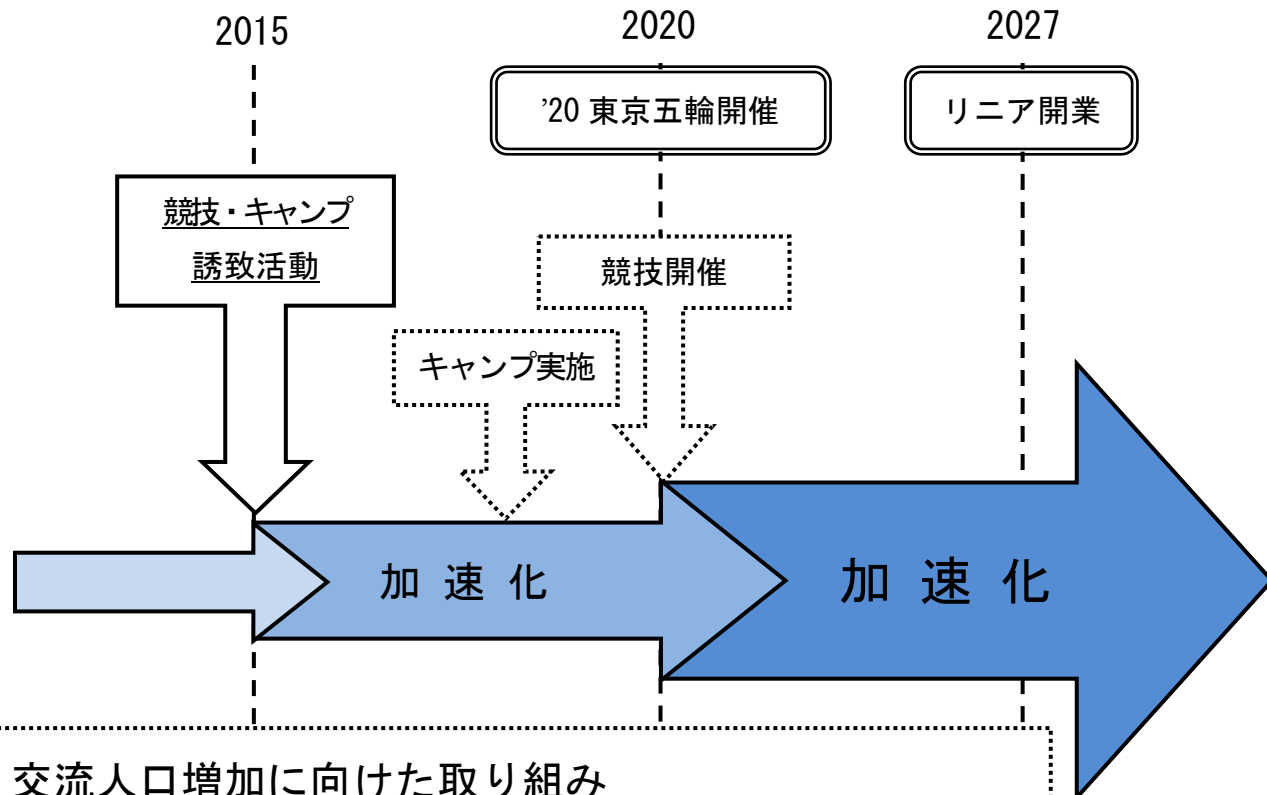 2015
2020
2027
’20 東京五輪開催
リニア開業
競技・キャンプ
誘致活動
競技開催
キャンプ実施
加 速 化
加 速 化
交流人口増加に向けた取り組み